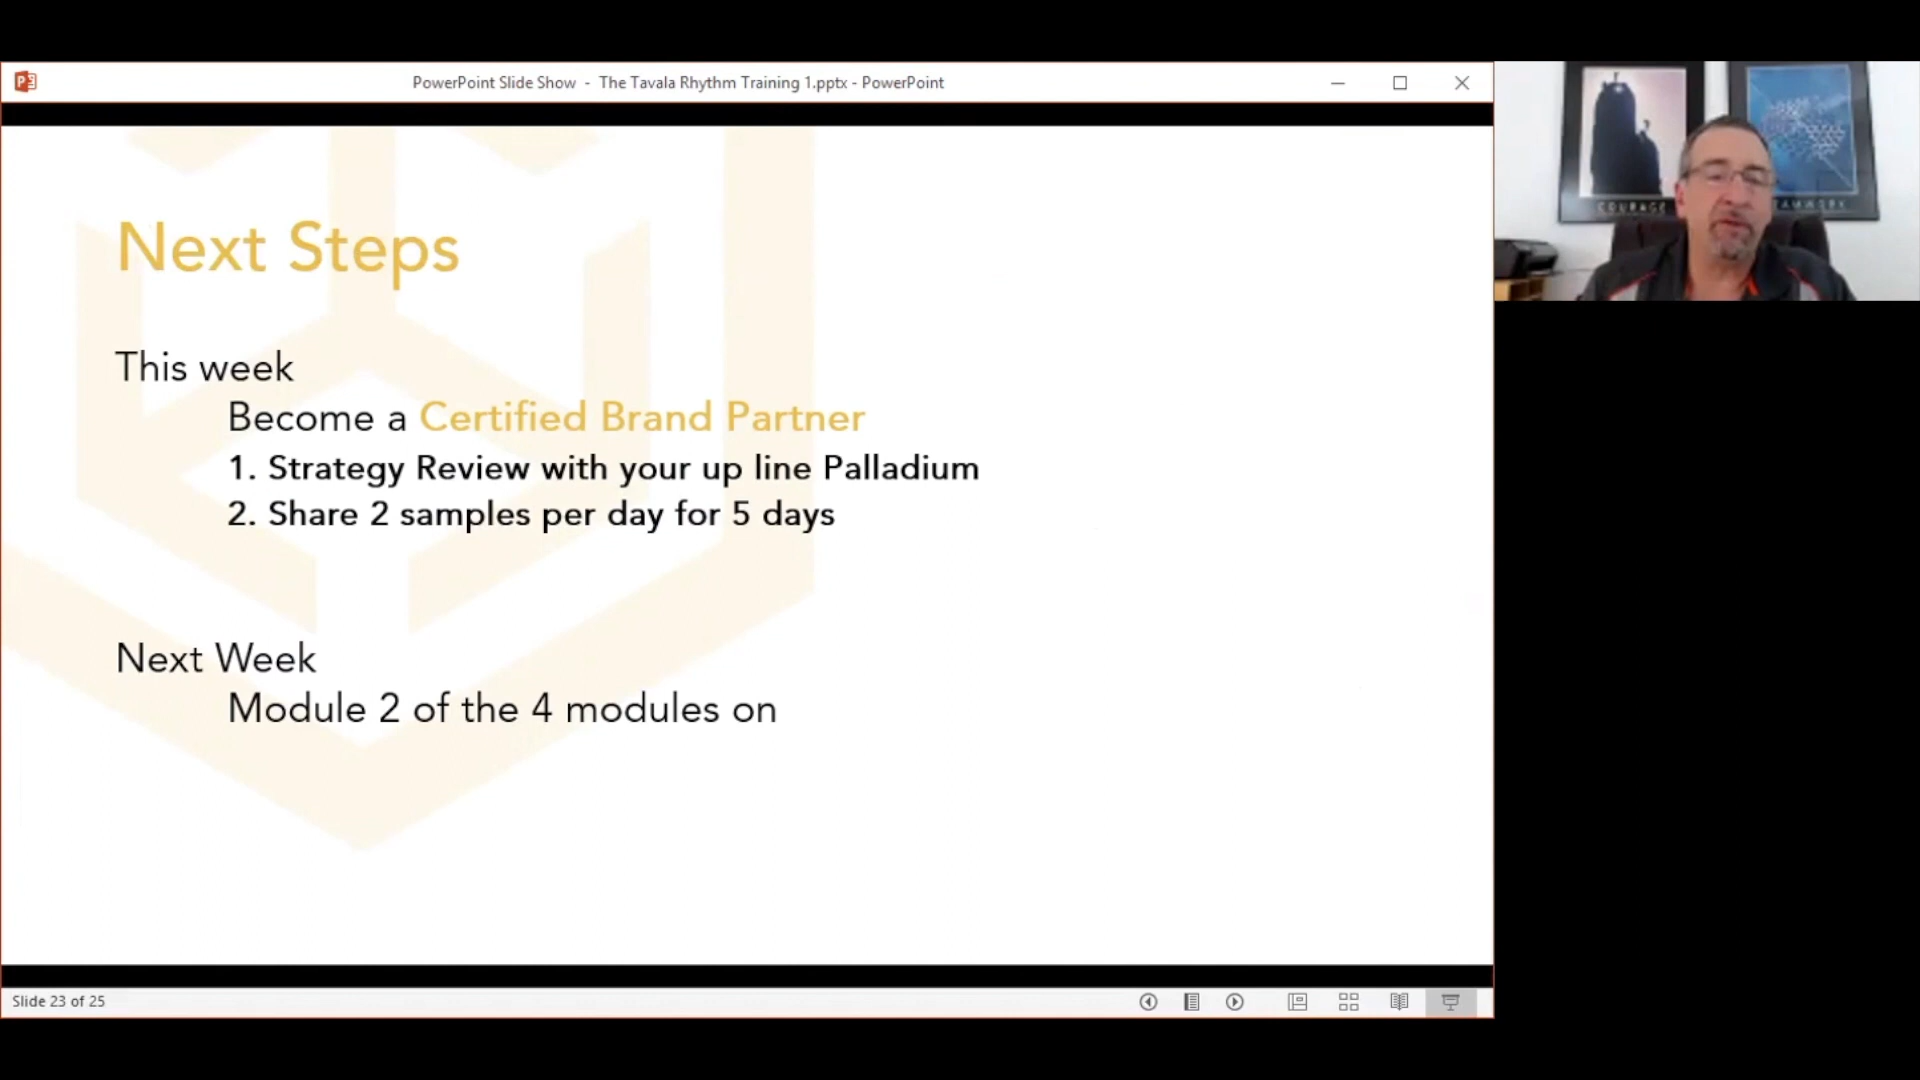 PowerPoint Slide Show - The Tavala Rhythm Training 1.pptx - PowerPoint
COURAGE
Next Steps
This week
Become a Certified Brand Partner
1. Strategy Review with your up line Palladium
2. Share 2 samples per day for 5 days
Next Week
Module 2 of the 4 modules on
Slide 23 of 25